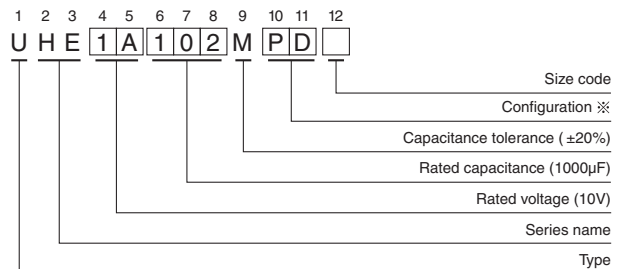 1 2 3 4 5 6 7 8 9 10 11 12
U H E 1 A 1 0 2 M P D
Size code
Configuration ※
Capacitance tolerance ( ±20%)
Rated capacitance (1000µF)
Rated voltage (10V)
Series name
Type